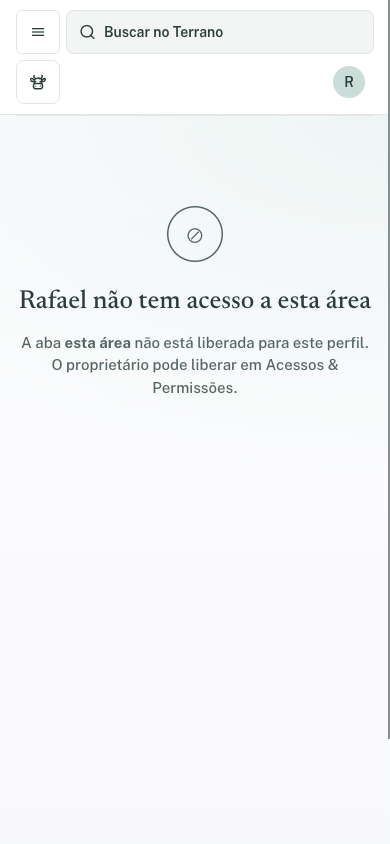 Buscar no Terrano
R
Rafael não tem acesso a esta área
A aba esta área não está liberada para este perfil.
O proprietário pode liberar em Acessos &
Permissões.